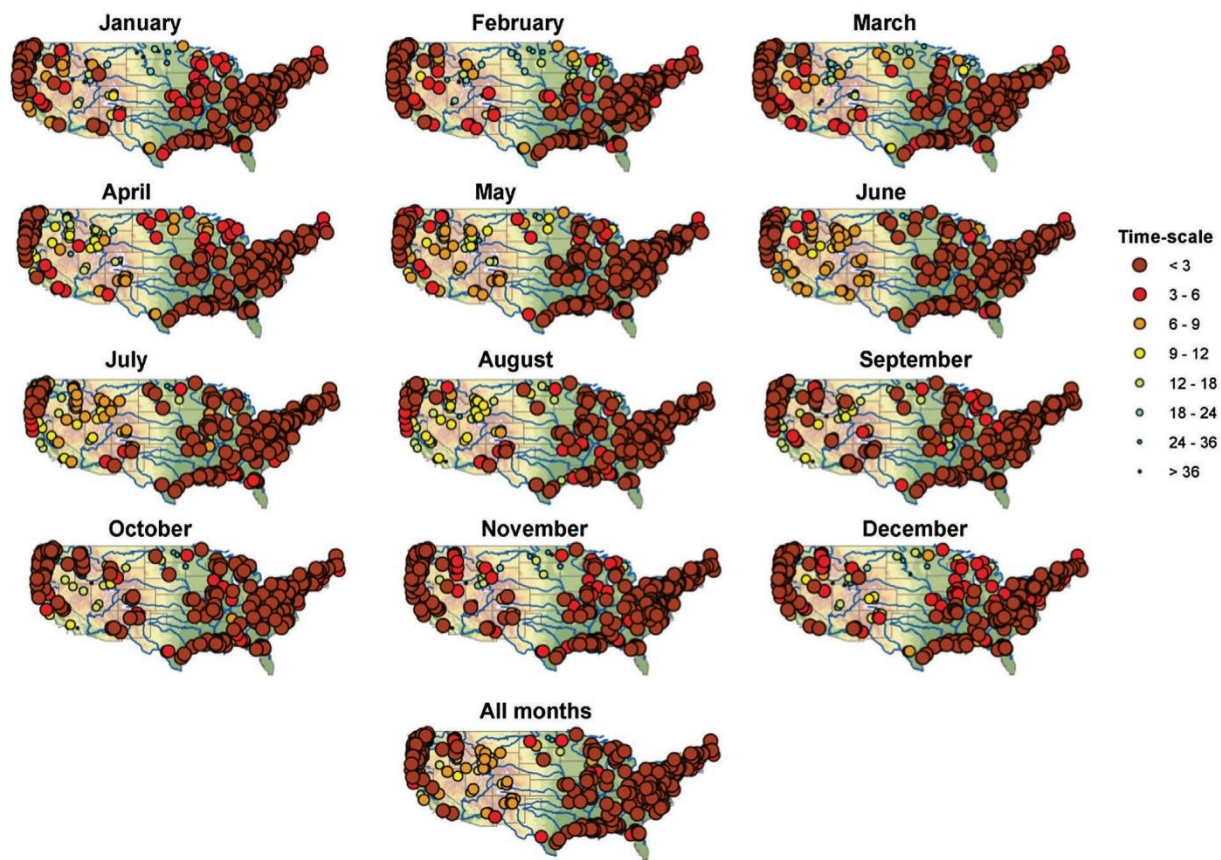 January
February
March
April
May
June
Time-scale
< 3
3 - 6
6 - 9
9 - 12
12 - 18
18 - 24
24 - 36
> 36
July
August
September
October
November
December
All months